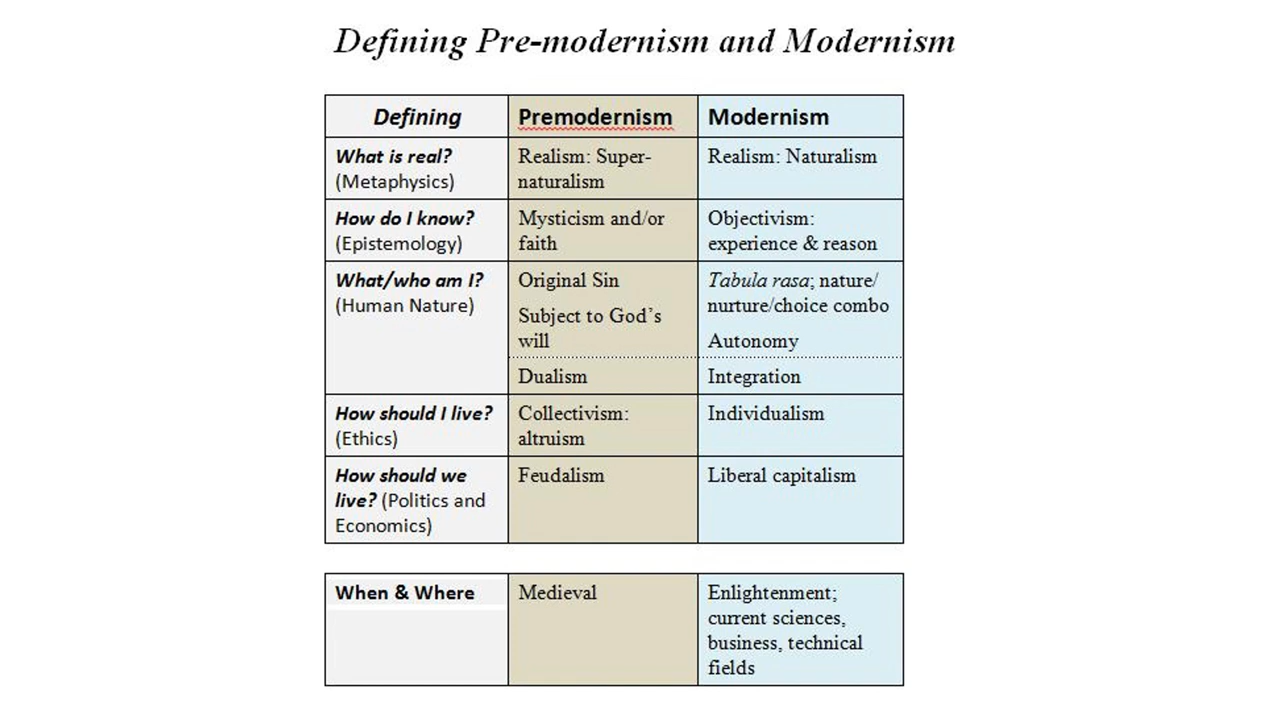 Defining Pre-modernism and Modernism
Defining
Premodernism
Modernism
What is real?
(Metaphysics)
Realism: Super-
naturalism
Realism: Naturalism
How do I know?
(Epistemology)
Mysticism and/or
faith
Objectivism:
experience & reason
What/who am I?
(Human Nature)
Original Sin
Subject to God's
will
Tabula rasa; nature/
nurture/choice combo
Autonomy
Dualism
Integration
How should I live?
(Ethics)
Collectivism:
altruism
Individualism
How should we
live? (Politics and
Economics)
Feudalism
Liberal capitalism
When & Where
Medieval
Enlightenment;
current sciences,
business, technical
fields